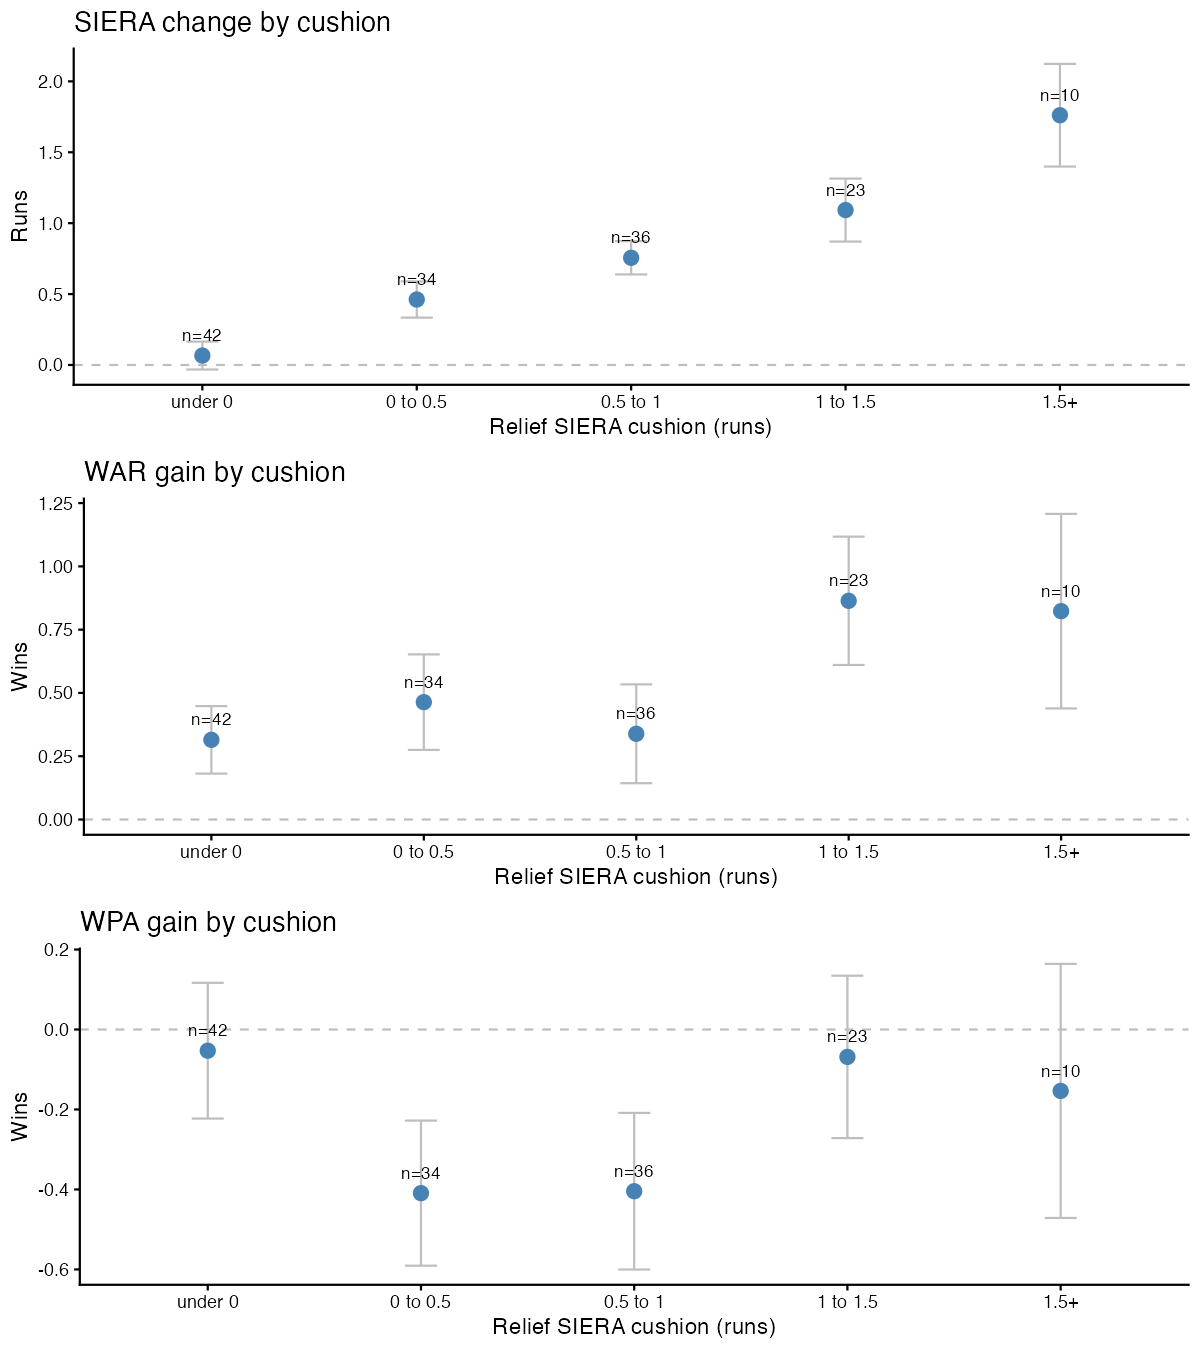 SIERA change by cushion
Runs
2.0
1.5
1.0
0.5
0.0
n=42
n=34
n=36
n=23
n=10
under 0
0 to 0.5
0.5 to 1
1 to 1.5
1.5+
Relief SIERA cushion (runs)
WAR gain by cushion
Wins
1.25
1.00
0.75
0.50
0.25
0.00
n=42
n=34
n=36
n=23
n=10
under 0
0 to 0.5
0.5 to 1
1 to 1.5
1.5+
Relief SIERA cushion (runs)
WPA gain by cushion
Wins
0.2
0.0
-0.2
-0.4
-0.6
n=42
n=34
n=36
n=23
n=10
under 0
0 to 0.5
0.5 to 1
1 to 1.5
1.5+
Relief SIERA cushion (runs)